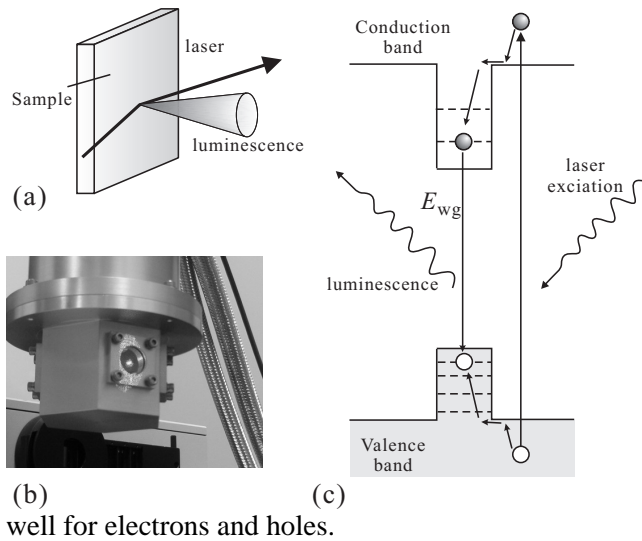 laser
Sample
luminescence
(a)
(b)
Conduction
band
laser
exciation
E_wg
luminescence
Valence
band
(c)
well for electrons and holes.